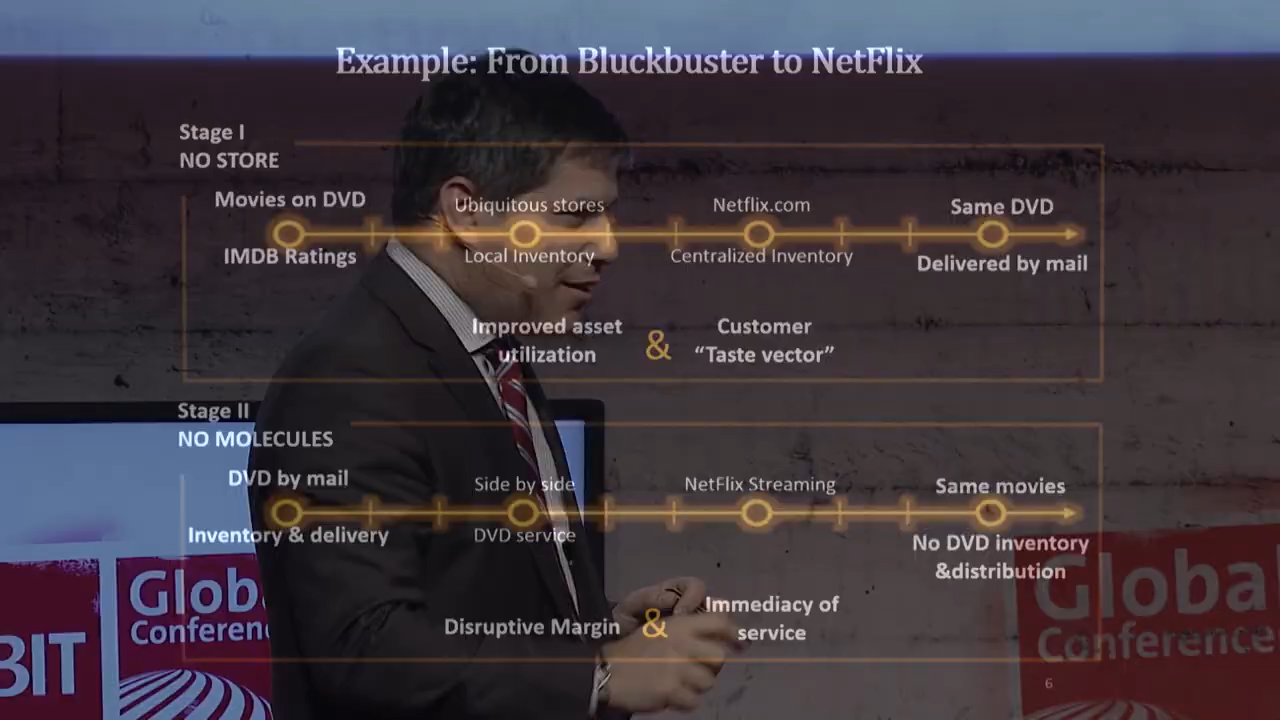 Example: From Bluckbuster to NetFlix
Stage I
NO STORE
Movies on DVD
Ubiquitous stores
Netflix.com
Same DVD
IMDB Ratings
Local Inventory
Centralized Inventory
Delivered by mail
Improved asset
utilization
&
Customer
“Taste vector”
Stage II
NO MOLECULES
DVD by mail
Side by side
NetFlix Streaming
Same movies
Inventory & delivery
DVD service
No DVD inventory
&distribution
Disruptive Margin
&
Immediacy of
service
BIT
Global
Conference
6